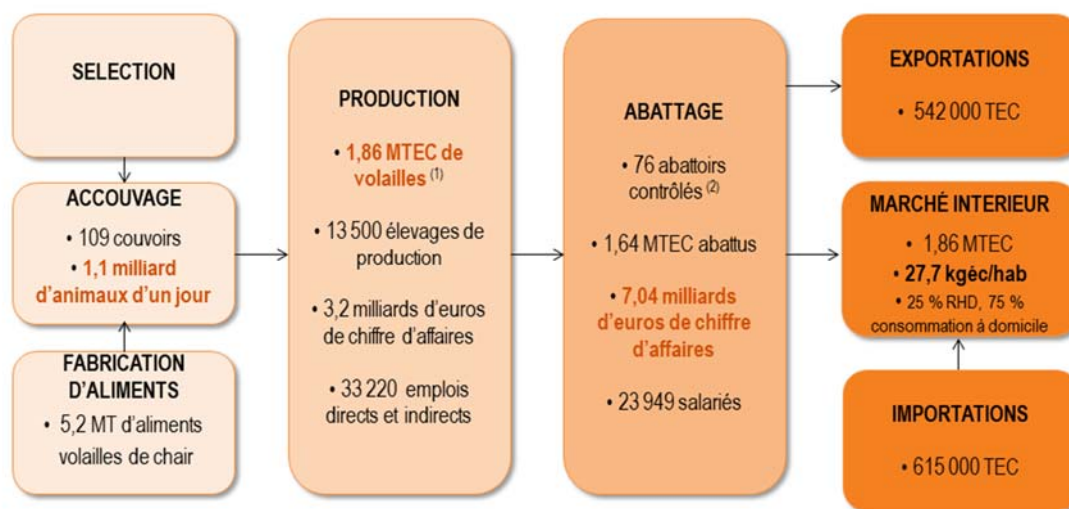 SELECTION
ACCOUVAGE
• 109 couvoirs
• 1,1 milliard
d'animaux d'un jour
FABRICATION
D'ALIMENTS
• 5,2 MT d'aliments
volailles de chair
PRODUCTION
• 1,86 MTEC de
volailles (1)
• 13 500 élevages de
production
• 3,2 milliards d'euros
de chiffre d'affaires
• 33 220 emplois
directs et indirects
ABATTAGE
• 76 abattoirs
contrôlés (2)
• 1,64 MTEC abattus
• 7,04 milliards
d'euros de chiffre
d'affaires
• 23 949 salariés
EXPORTATIONS
• 542 000 TEC
MARCHÉ INTERIEUR
• 1,86 MTEC
• 27,7 kgéc/hab
• 25 % RHD, 75 %
consommation à domicile
IMPORTATIONS
• 615 000 TEC